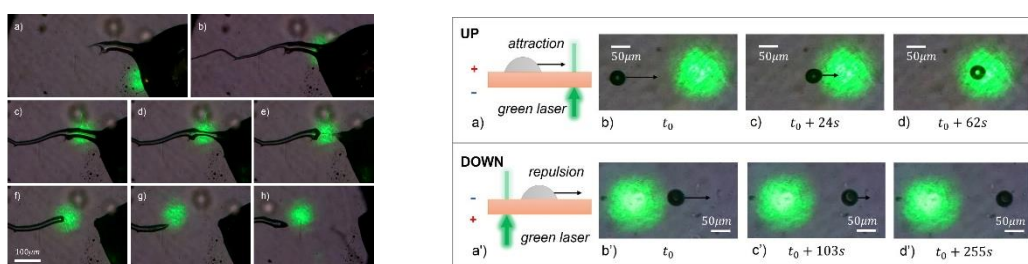 a)
b)
c)
d)
e)
f)
g)
h)
100μm
UP
attraction
+
−
green laser
a)
50μm
b)
t₀
50μm
c)
t₀ + 24s
50μm
d)
t₀ + 62s
DOWN
repulsion
−
+
green laser
a')
50μm
b')
t₀
50μm
c')
t₀ + 103s
50μm
d')
t₀ + 255s